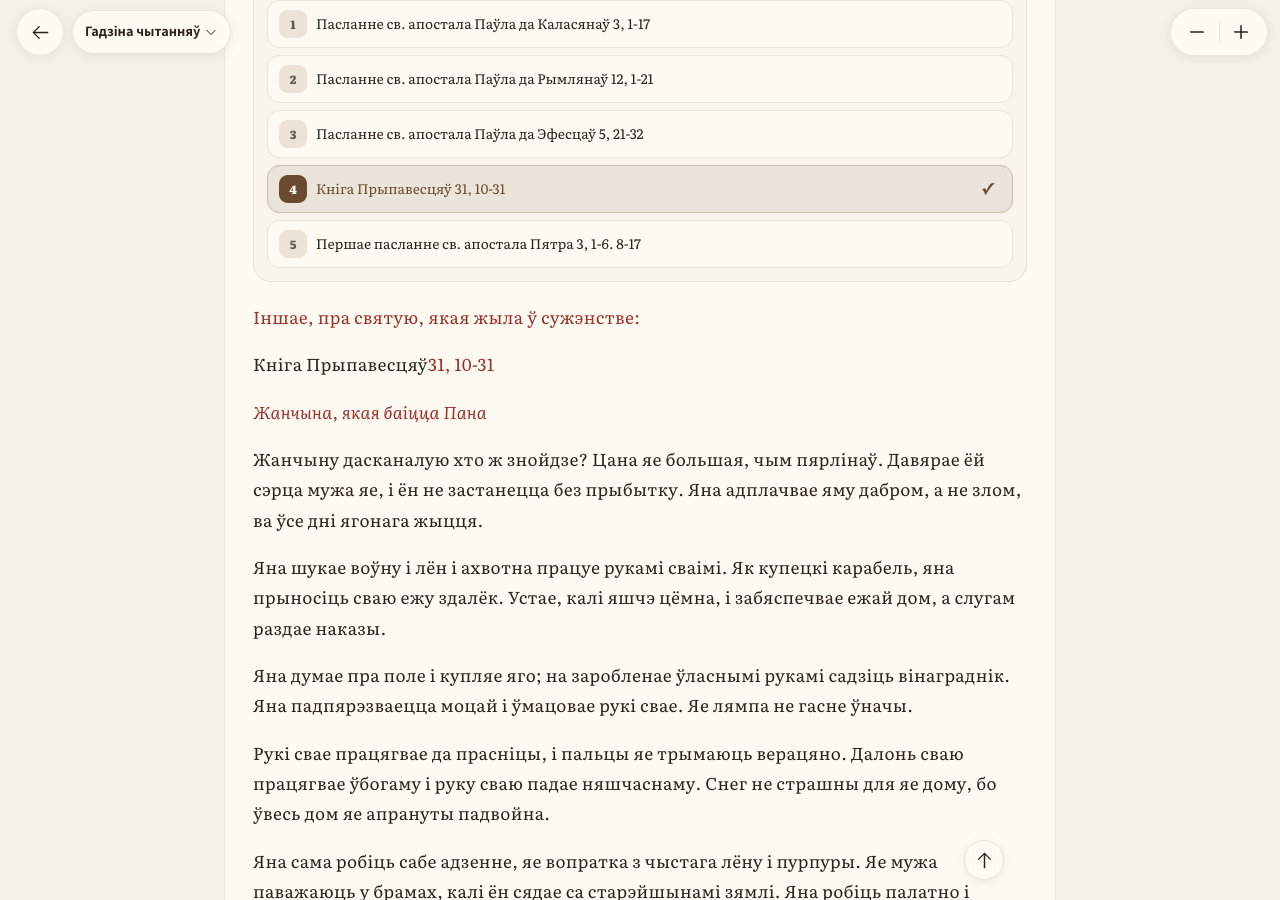 Гадзіна чытанняў
1 Пасланне св. апостала Паўла да Каласянаў 3, 1-17
2 Пасланне св. апостала Паўла да Рымлянаў 12, 1-21
3 Пасланне св. апостала Паўла да Эфесцаў 5, 21-32
4 Кніга Прыпавесцяў 31, 10-31 ✓
5 Першае пасланне св. апостала Пятра 3, 1-6. 8-17
Іншае, пра святую, якая жыла ў сужэнстве:
Кніга Прыпавесцяў31, 10-31
Жанчына, якая баіцца Пана
Жанчыну дасканалую хто ж знойдзе? Цана яе большая, чым пярлінаў. Давярае ёй
сэрца мужа яе, і ён не застанецца без прыбытку. Яна адплачвае яму дабром, а не злом,
ва ўсе дні ягонага жыцця.
Яна шукае воўну і лён і ахвотна працуе рукамі сваімі. Як купецкі карабель, яна
прыносіць сваю ежу здалёк. Устае, калі яшчэ цёмна, і забяспечвае ежай дом, а слугам
раздае наказы.
Яна думае пра поле і купляе яго; на заробленае ўласнымі рукамі садзіць вінаграднік.
Яна падпярэзваецца моцай і ўмацовае рукі свае. Яе лямпа не гасне ўначы.
Рукі свае працягвае да прасніцы, і пальцы яе трымаюць верацяно. Далонь сваю
працягвае ўбогаму і руку сваю падае няшчаснаму. Снег не страшны для яе дому, бо
ўвесь дом яе апрануты падвойна.
Яна сама робіць сабе адзенне, яе вопратка з чыстага лёну і пурпуры. Яе мужа
паважаюць у брамах, калі ён сядае са старэйшынамі зямлі. Яна робіць палатно і